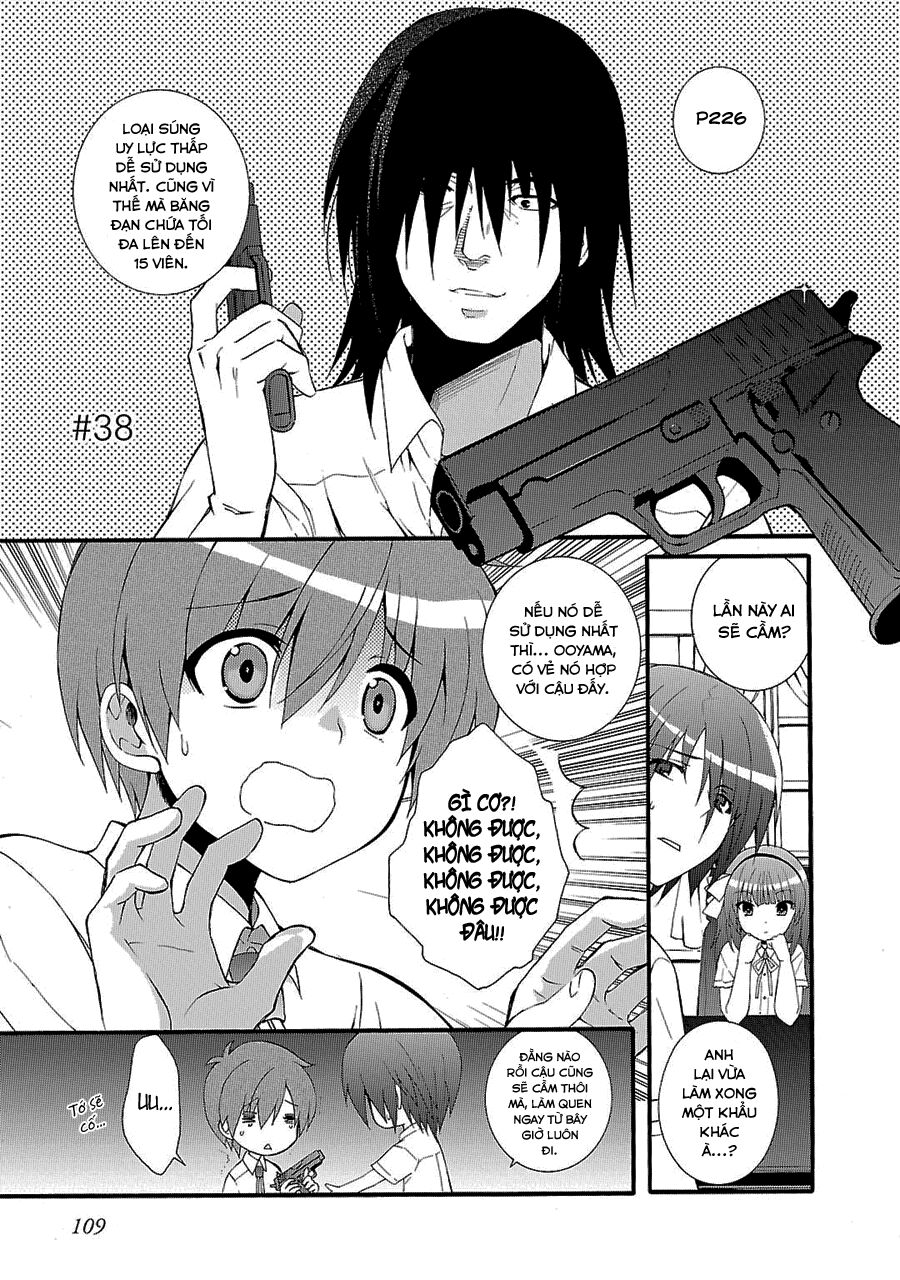 P226
LOẠI SÚNG
UY LỰC THẤP
DỄ SỬ DỤNG
NHẤT. CŨNG VÌ
THẾ MÀ BĂNG
ĐẠN CHỨA TỐI
ĐA LÊN ĐẾN
15 VIÊN.
#38
LẦN NÀY AI
SẼ CẦM?
ANH
LẠI VỪA
LÀM XONG
MỘT KHẨU
KHÁC
À...?
NẾU NÓ DỄ
SỬ DỤNG NHẤT
THÌ... OOYAMA,
CÓ VẺ NÓ HỢP
VỚI CẬU ĐẤY.
GÌ CƠ?!
KHÔNG ĐƯỢC,
KHÔNG ĐƯỢC,
KHÔNG ĐƯỢC,
KHÔNG ĐƯỢC
ĐÂU!!
ĐẰNG NÀO
RỒI CẬU CŨNG
SẼ CẦM THÔI
MÀ, LÀM QUEN
NGAY TỪ BÂY
GIỜ LUÔN
ĐI.
UU...
Tớ sẽ
cố...
109